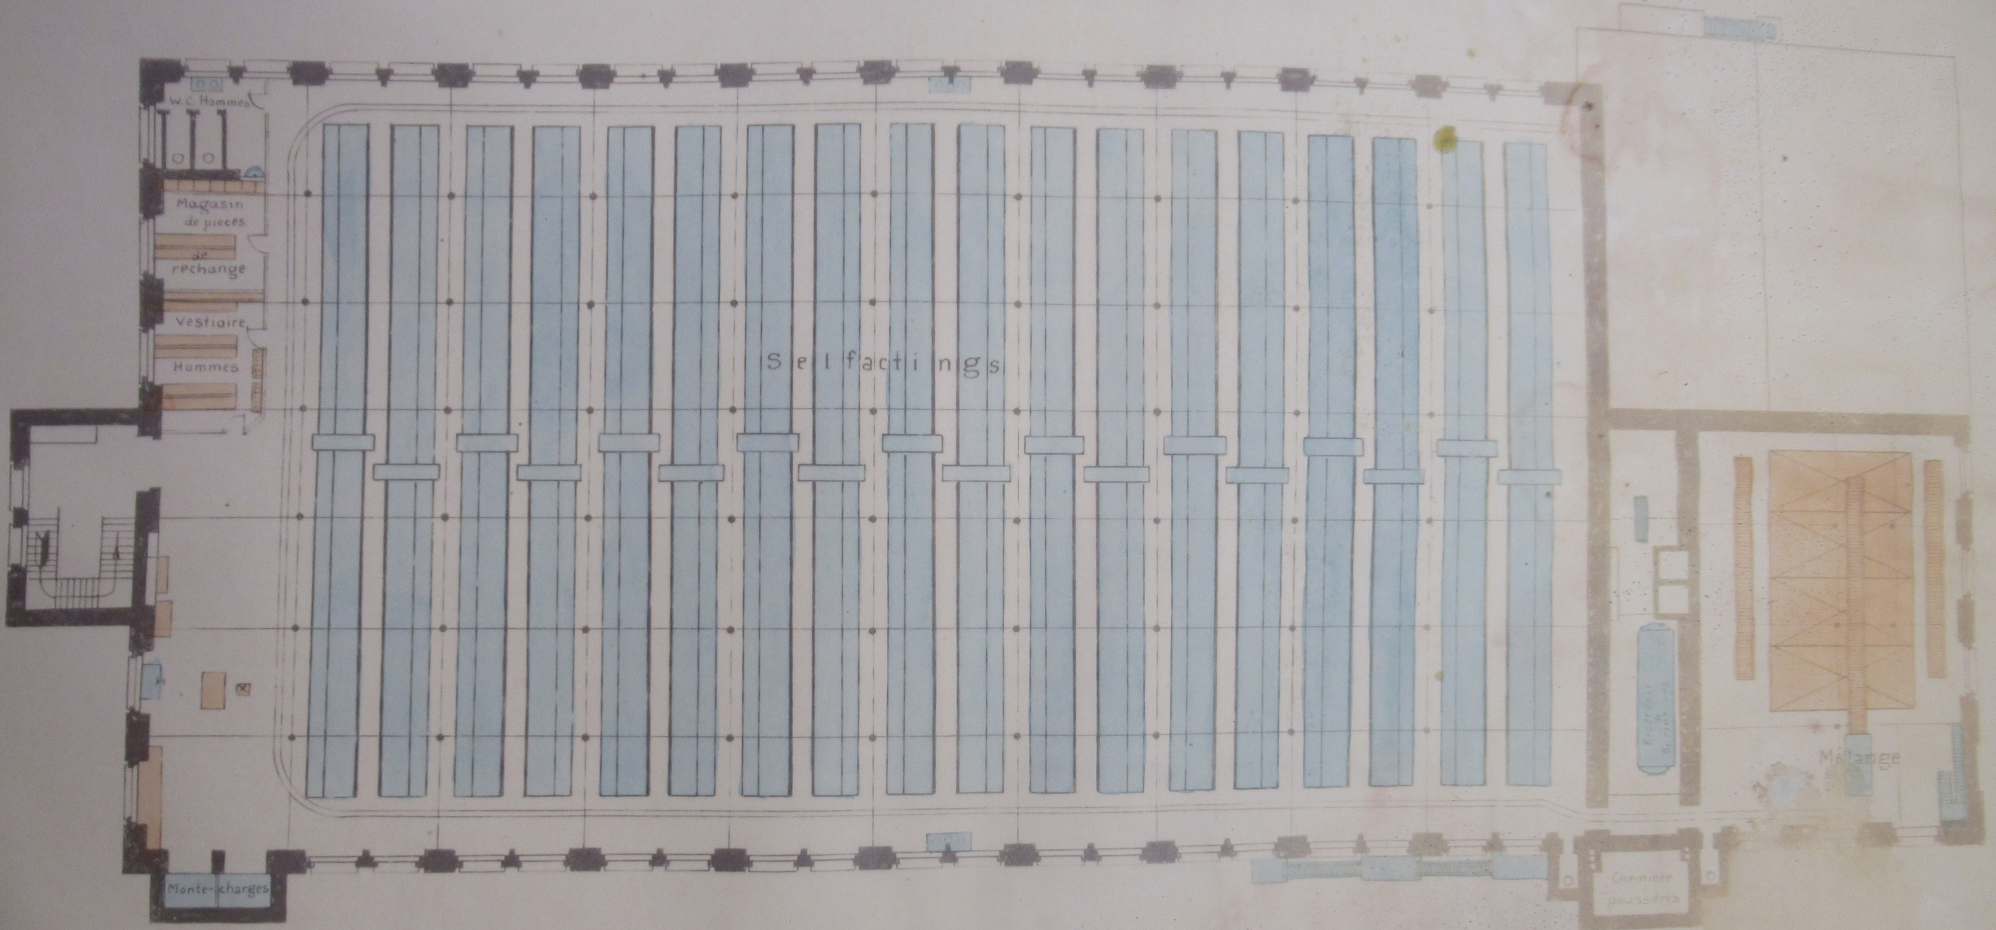 W.C. Hommes
Magasin
de pieces
de
rechange
Vestiaire
Hommes
Selfactings
Mélange
Monte-charges
Cheminée
poussières